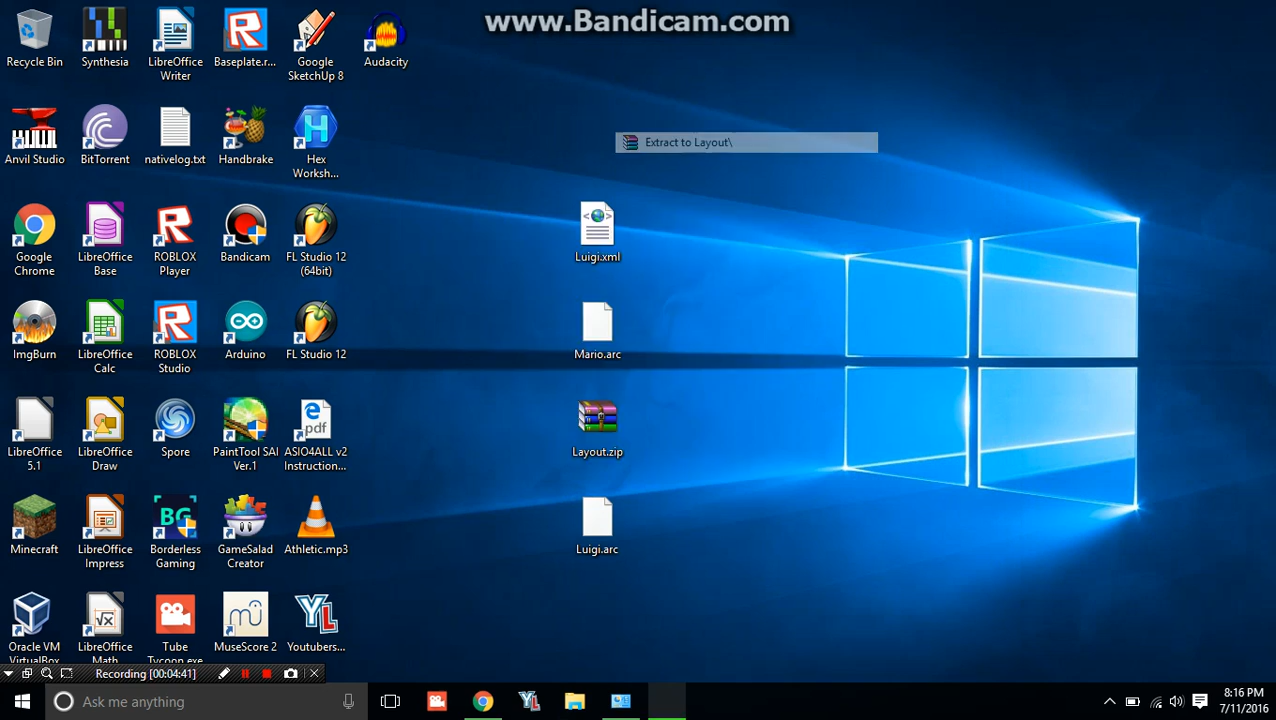 www.Bandicam.com
Recycle Bin
Synthesia
LibreOffice
Writer
Baseplate.r...
Google
SketchUp 8
Audacity
Extract to Layout\
Anvil Studio
BitTorrent
nativelog.txt
Handbrake
Hex
Worksh...
Google
Chrome
LibreOffice
Base
ROBLOX
Player
Bandicam
FL Studio 12
(64bit)
Luigi.xml
ImgBurn
LibreOffice
Calc
ROBLOX
Studio
Arduino
FL Studio 12
Mario.arc
LibreOffice
5.1
LibreOffice
Draw
Spore
PaintTool SAI
Ver.1
pdf
ASIO4ALL v2
Instruction...
Layout.zip
Minecraft
LibreOffice
Impress
BG
Borderless
Gaming
GameSalad
Creator
Athletic.mp3
Luigi.arc
Oracle VM
VirtualBox
LibreOffice
Math
Tube
Tycoon.exe
MuseScore 2
YL
Youtubers...
Recording [00:04:41]
Ask me anything
8:16 PM
7/11/2016